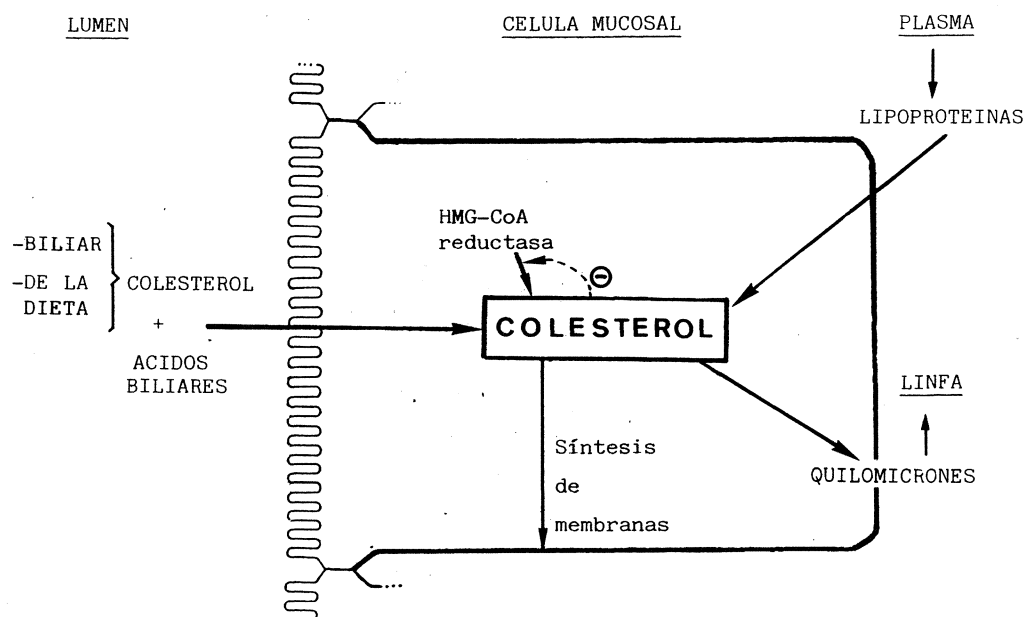 LUMEN
CELULA MUCOSAL
PLASMA
LIPOPROTEINAS
HMG-CoA
reductasa
-BILIAR
-DE LA
DIETA
COLESTEROL
+
ACIDOS
BILIARES
⊖
COLESTEROL
LINFA
QUILOMICRONES
Síntesis
de
membranas